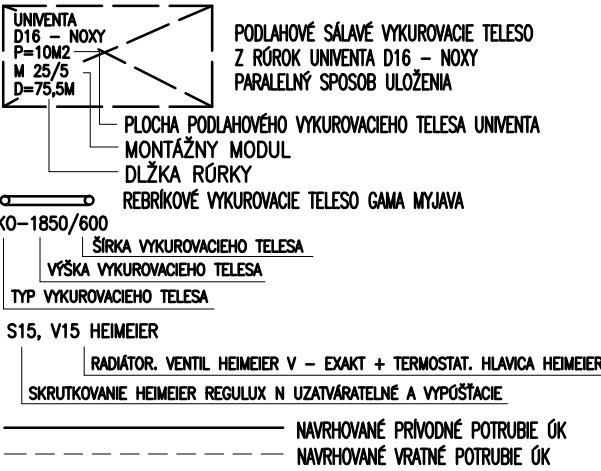 UNIVENTA
D16 – NOXY
P=10M2
M 25/5
D=75,5M
PODLAHOVÉ SÁLAVÉ VYKUROVACIE TELESO
Z RÚROK UNIVENTA D16 – NOXY
PARALELNÝ SPOSOB ULOŽENIA
PLOCHA PODLAHOVÉHO VYKUROVACIEHO TELESA UNIVENTA
MONTÁŽNY MODUL
DLŽKA RÚRKY
REBRÍKOVÉ VYKUROVACIE TELESO GAMA MYJAVA
KO–1850/600
ŠÍRKA VYKUROVACIEHO TELESA
VÝŠKA VYKUROVACIEHO TELESA
TYP VYKUROVACIEHO TELESA
S15, V15 HEIMEIER
RADIÁTOR. VENTIL HEIMEIER V – EXAKT + TERMOSTAT. HLAVICA HEIMEIER
SKRUTKOVANIE HEIMEIER REGULUX N UZATVÁRATELNÉ A VYPÚŠŤACIE
NAVRHOVANÉ PRÍVODNÉ POTRUBIE ÚK
NAVRHOVANÉ VRATNÉ POTRUBIE ÚK